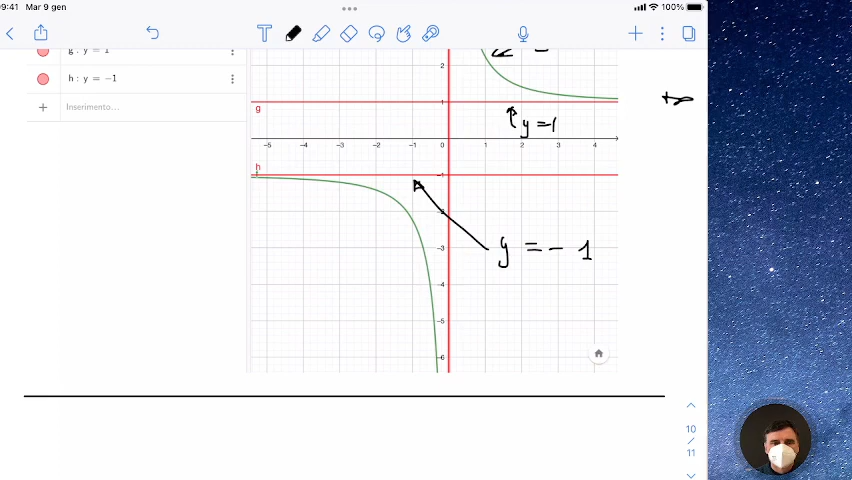 9:41 Mar 9 gen
100%
g : y = 1
h : y = −1
Inserimento...
2
1
−1
−2
−3
−4
−5
−6
−5 −4 −3 −2 −1 0 1 2 3 4
g
h
y = 1
y = − 1
+∞
10
/
11